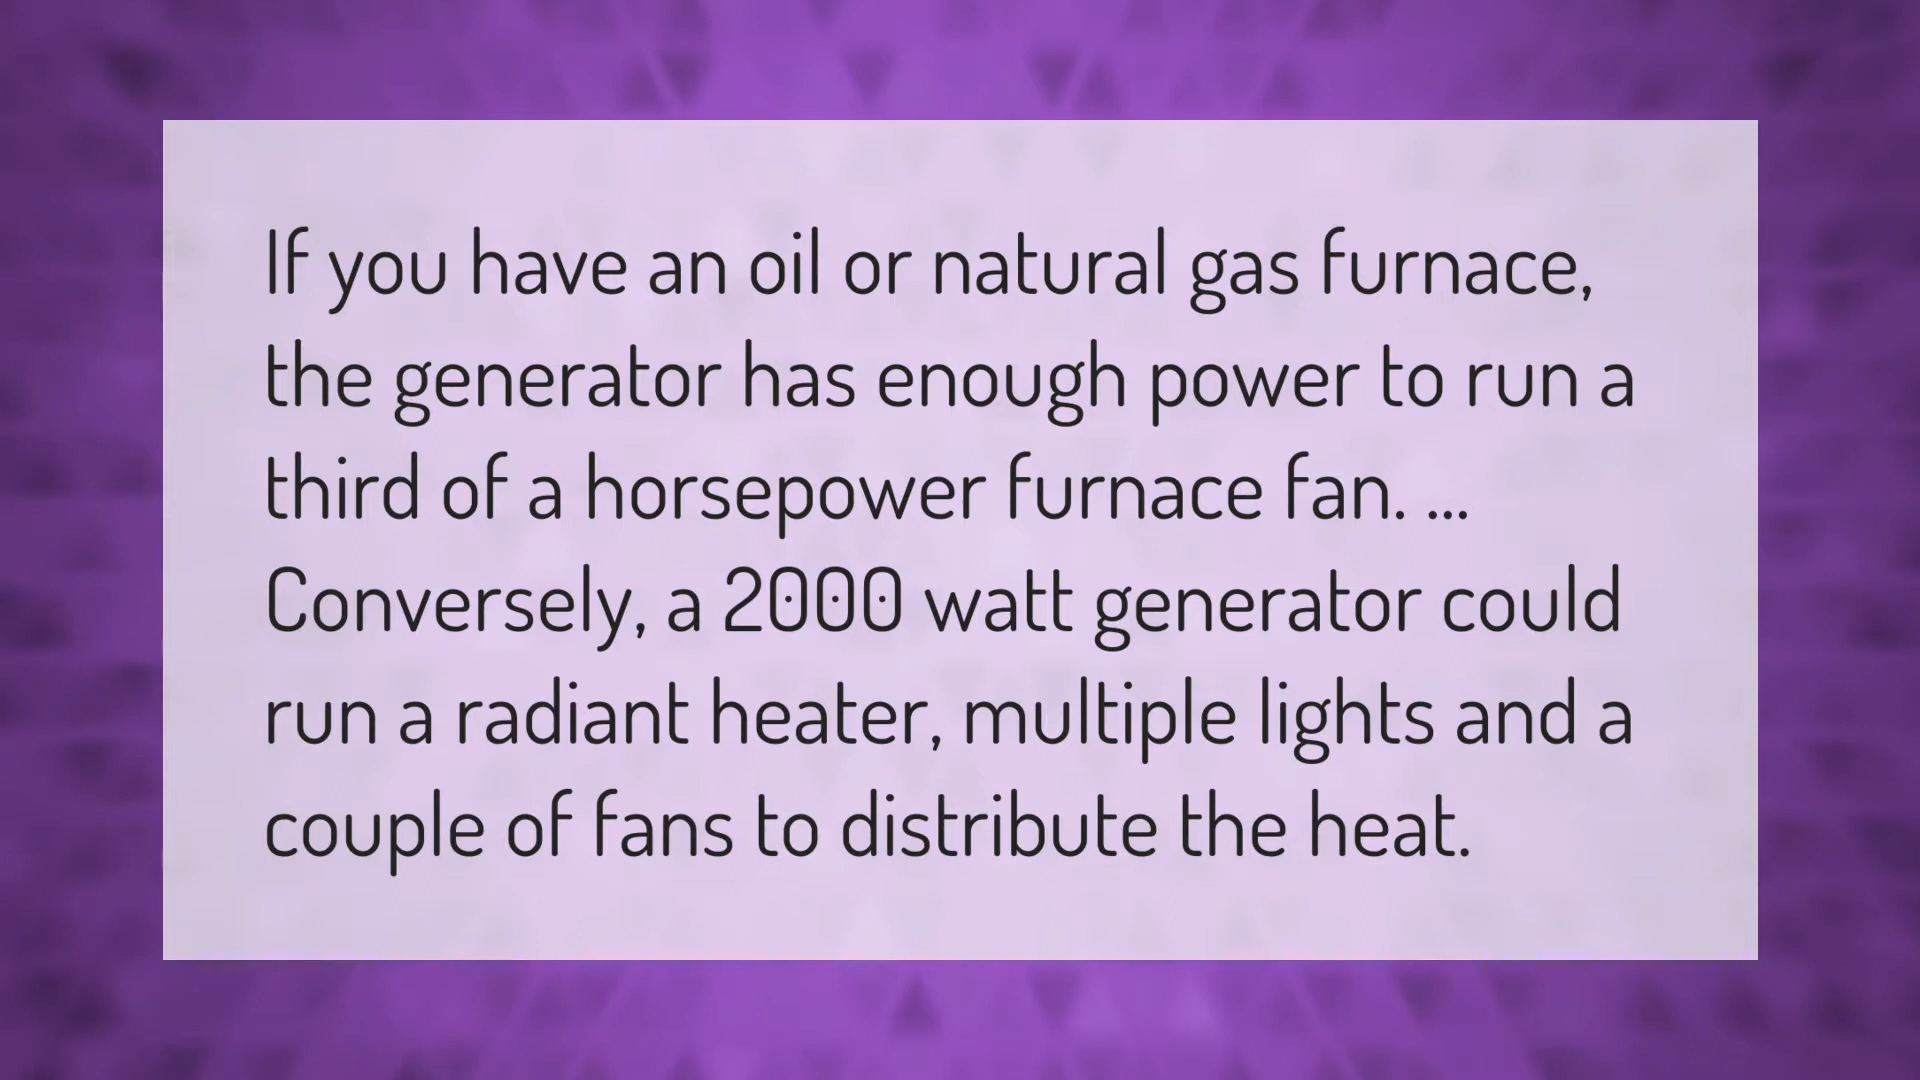 If you have an oil or natural gas furnace,
the generator has enough power to run a
third of a horsepower furnace fan. ...
Conversely, a 2000 watt generator could
run a radiant heater, multiple lights and a
couple of fans to distribute the heat.